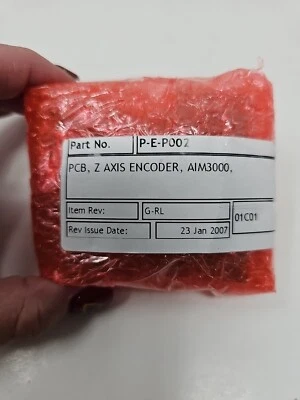 Part No. P-E-P002
PCB, Z AXIS ENCODER, AIM3000,
Item Rev: G-RL
01C01
Rev Issue Date: 23 Jan 2007